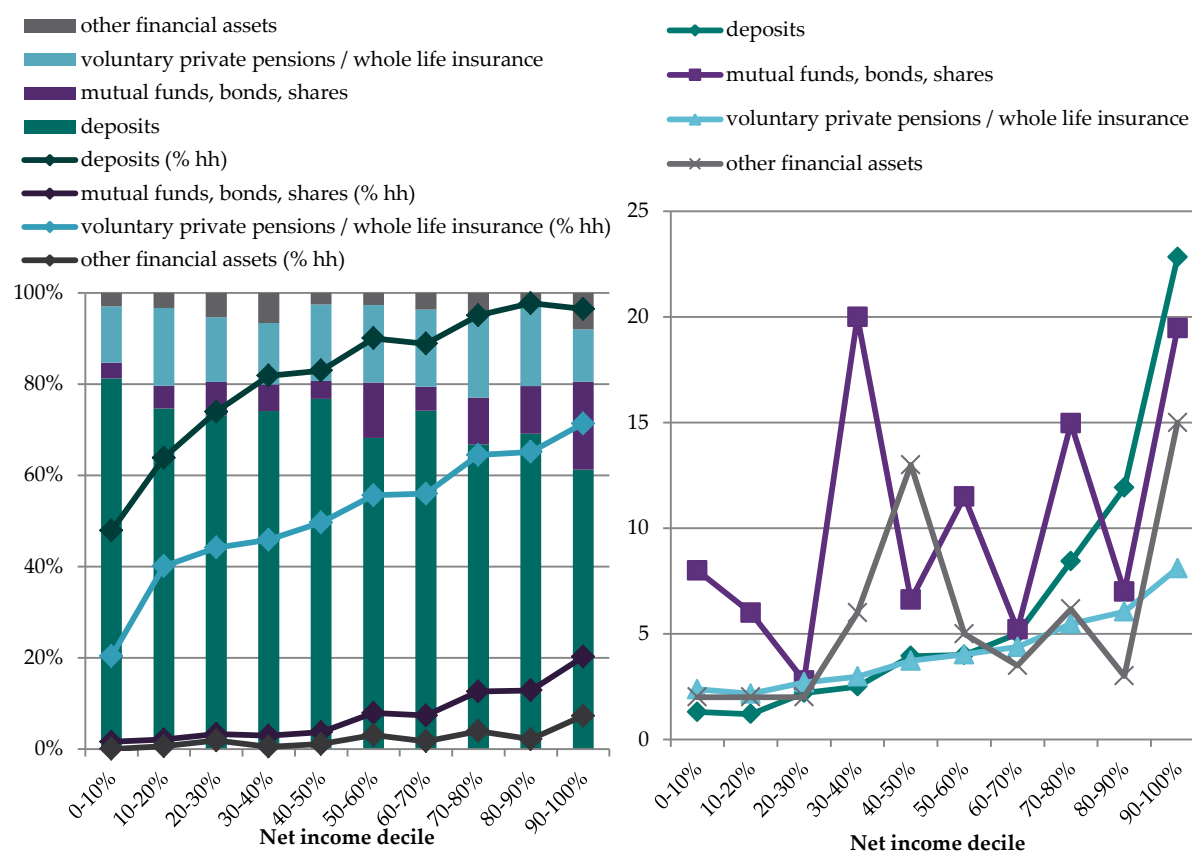 other financial assets
voluntary private pensions / whole life insurance
mutual funds, bonds, shares
deposits
deposits (% hh)
mutual funds, bonds, shares (% hh)
voluntary private pensions / whole life insurance (% hh)
other financial assets (% hh)
100%
80%
60%
40%
20%
0%
0-10%
10-20%
20-30%
30-40%
40-50%
50-60%
60-70%
70-80%
80-90%
90-100%
Net income decile
deposits
mutual funds, bonds, shares
voluntary private pensions / whole life insurance
other financial assets
25
20
15
10
5
0
0-10%
10-20%
20-30%
30-40%
40-50%
50-60%
60-70%
70-80%
80-90%
90-100%
Net income decile